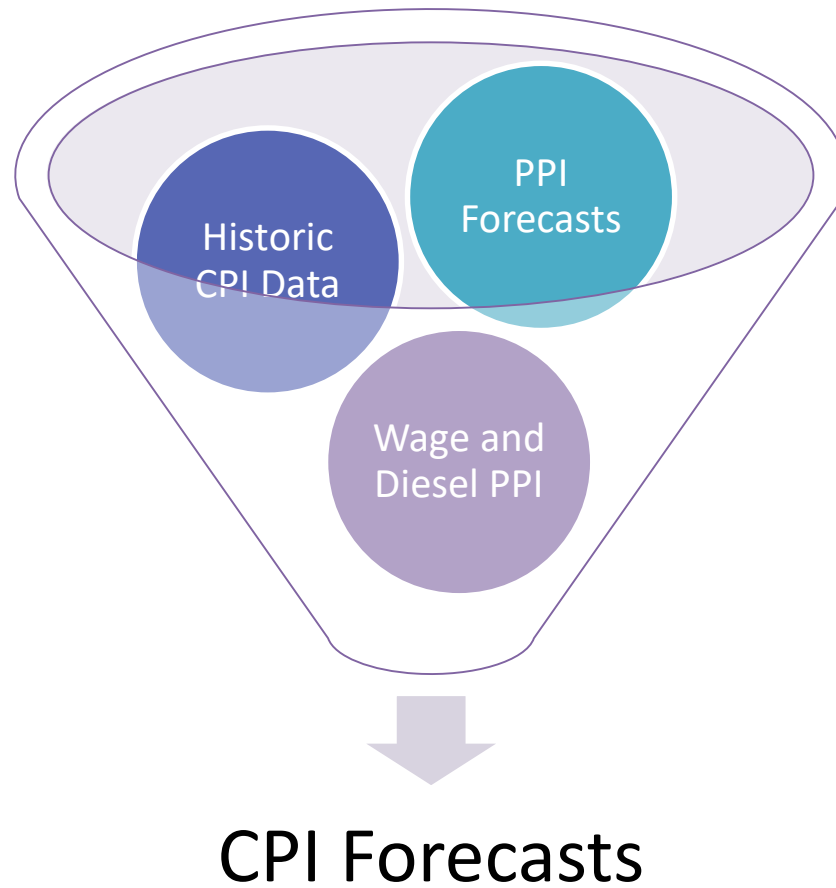 PPI
Forecasts
Historic
CPI Data
Wage and
Diesel PPI
CPI Forecasts